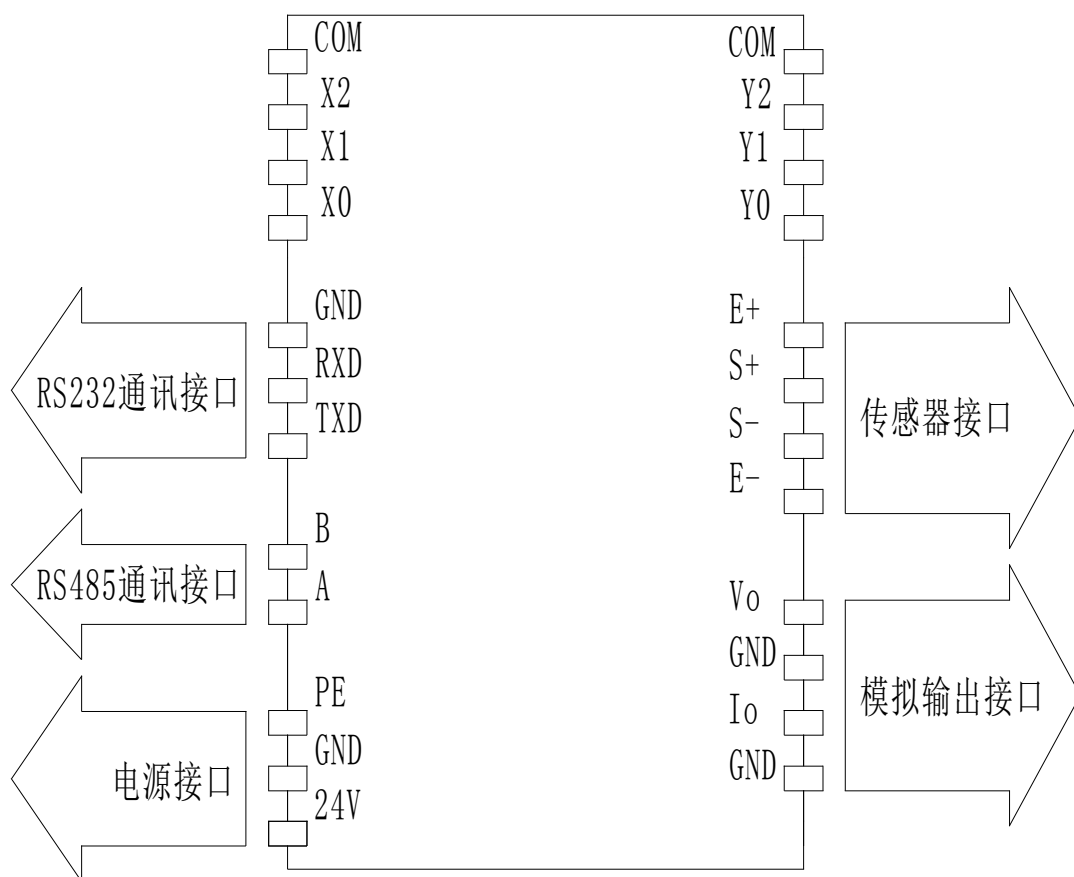 COM
X2
X1
X0
GND
RXD
TXD
RS232通讯接口
B
A
RS485通讯接口
PE
GND
24V
电源接口
COM
Y2
Y1
Y0
E+
S+
S-
E-
传感器接口
Vo
GND
Io
GND
模拟输出接口